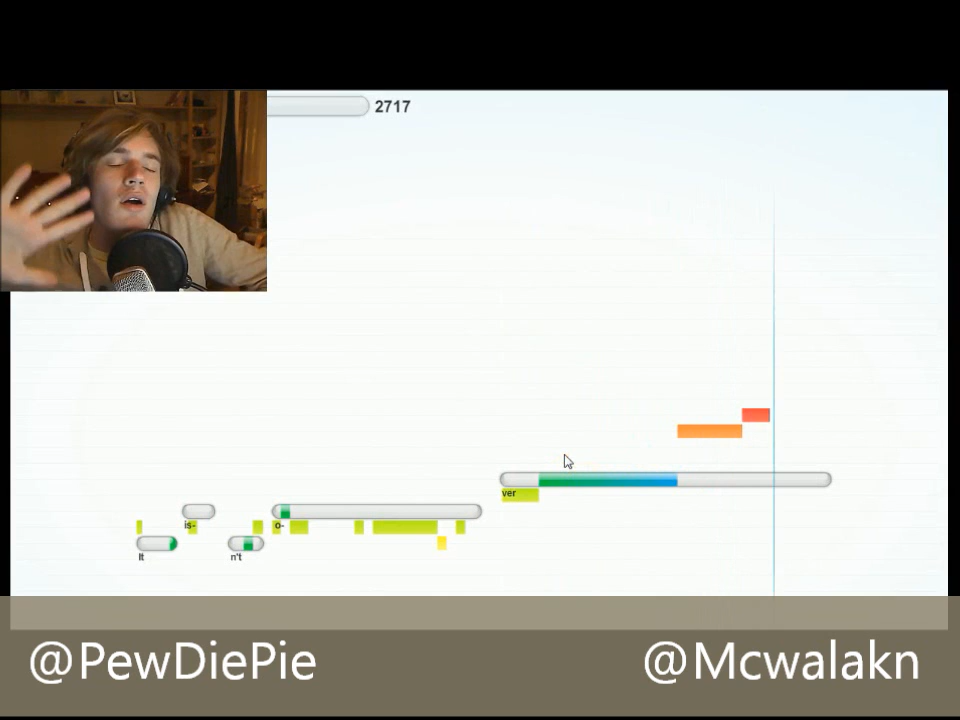 2717
ver
is-
o-
It
n't
@PewDiePie
@Mcwalakn